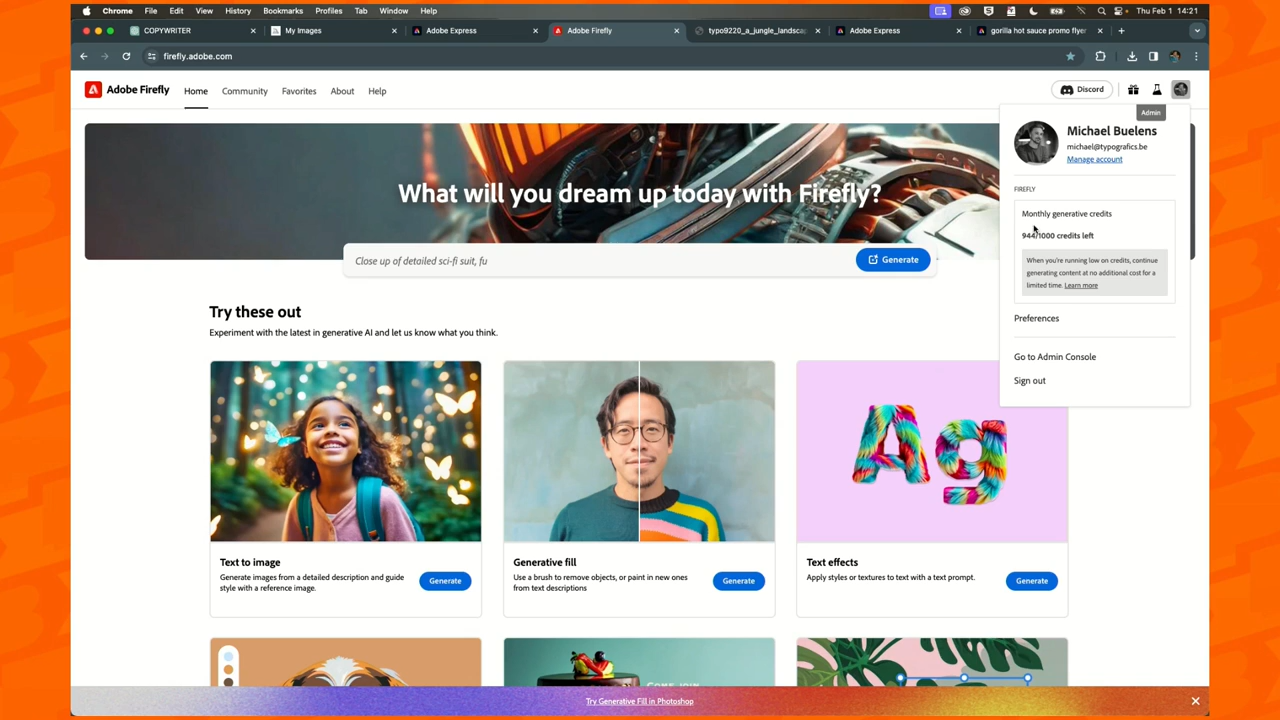 Chrome File Edit View History Bookmarks Profiles Tab Window Help Thu Feb 1 14:21
COPYWRITER My Images Adobe Express Adobe Firefly typo9220_a_jungle_landsca Adobe Express gorilla hot sauce promo flyer
firefly.adobe.com
Adobe Firefly Home Community Favorites About Help Discord
Admin
Michael Buelens
michael@typografics.be
Manage account
FIREFLY
Monthly generative credits
944/1000 credits left
When you're running low on credits, continue
generating content at no additional cost for a
limited time. Learn more
Preferences
Go to Admin Console
Sign out
What will you dream up today with Firefly?
Close up of detailed sci-fi suit, fu Generate
Try these out
Experiment with the latest in generative AI and let us know what you think.
Ag
Text to image
Generate images from a detailed description and guide
style with a reference image.
Generate
Generative fill
Use a brush to remove objects, or paint in new ones
from text descriptions
Generate
Text effects
Apply styles or textures to text with a text prompt.
Generate
COME JOIN
Try Generative Fill in Photoshop